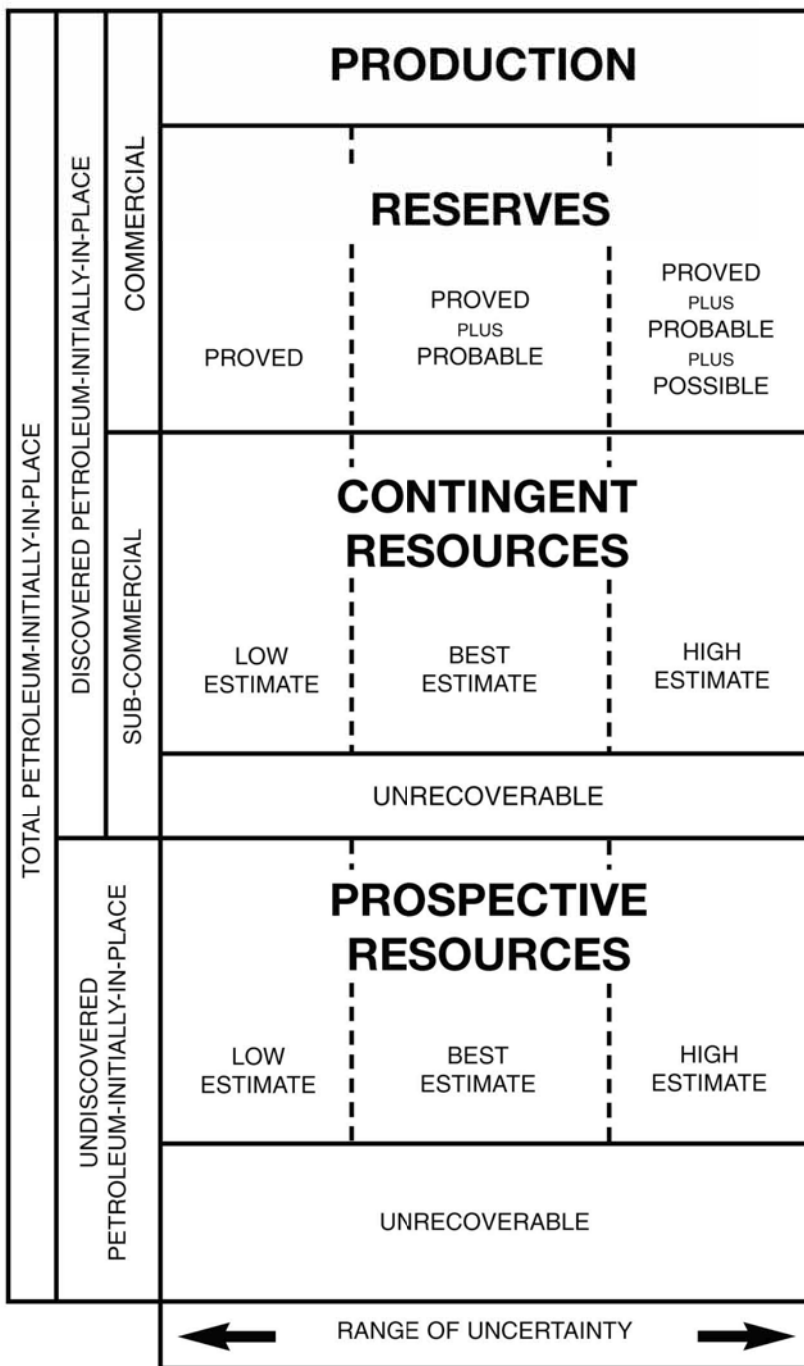 TOTAL PETROLEUM-INITIALLY-IN-PLACE
DISCOVERED PETROLEUM-INITIALLY-IN-PLACE
COMMERCIAL
PRODUCTION
RESERVES
PROVED
PROVED
PLUS
PROBABLE
PROVED
PLUS
PROBABLE
PLUS
POSSIBLE
SUB-COMMERCIAL
CONTINGENT
RESOURCES
LOW
ESTIMATE
BEST
ESTIMATE
HIGH
ESTIMATE
UNRECOVERABLE
UNDISCOVERED
PETROLEUM-INITIALLY-IN-PLACE
PROSPECTIVE
RESOURCES
LOW
ESTIMATE
BEST
ESTIMATE
HIGH
ESTIMATE
UNRECOVERABLE
RANGE OF UNCERTAINTY